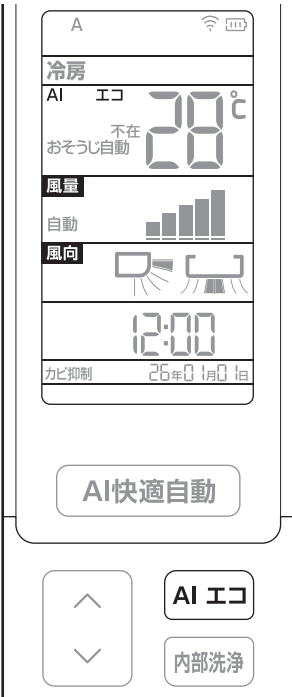 A
冷房
AI エコ
28℃
不在
おそうじ自動
風量
自動
風向
12:00
カビ抑制 26年01月01日
AI快適自動
AI エコ
内部洗浄